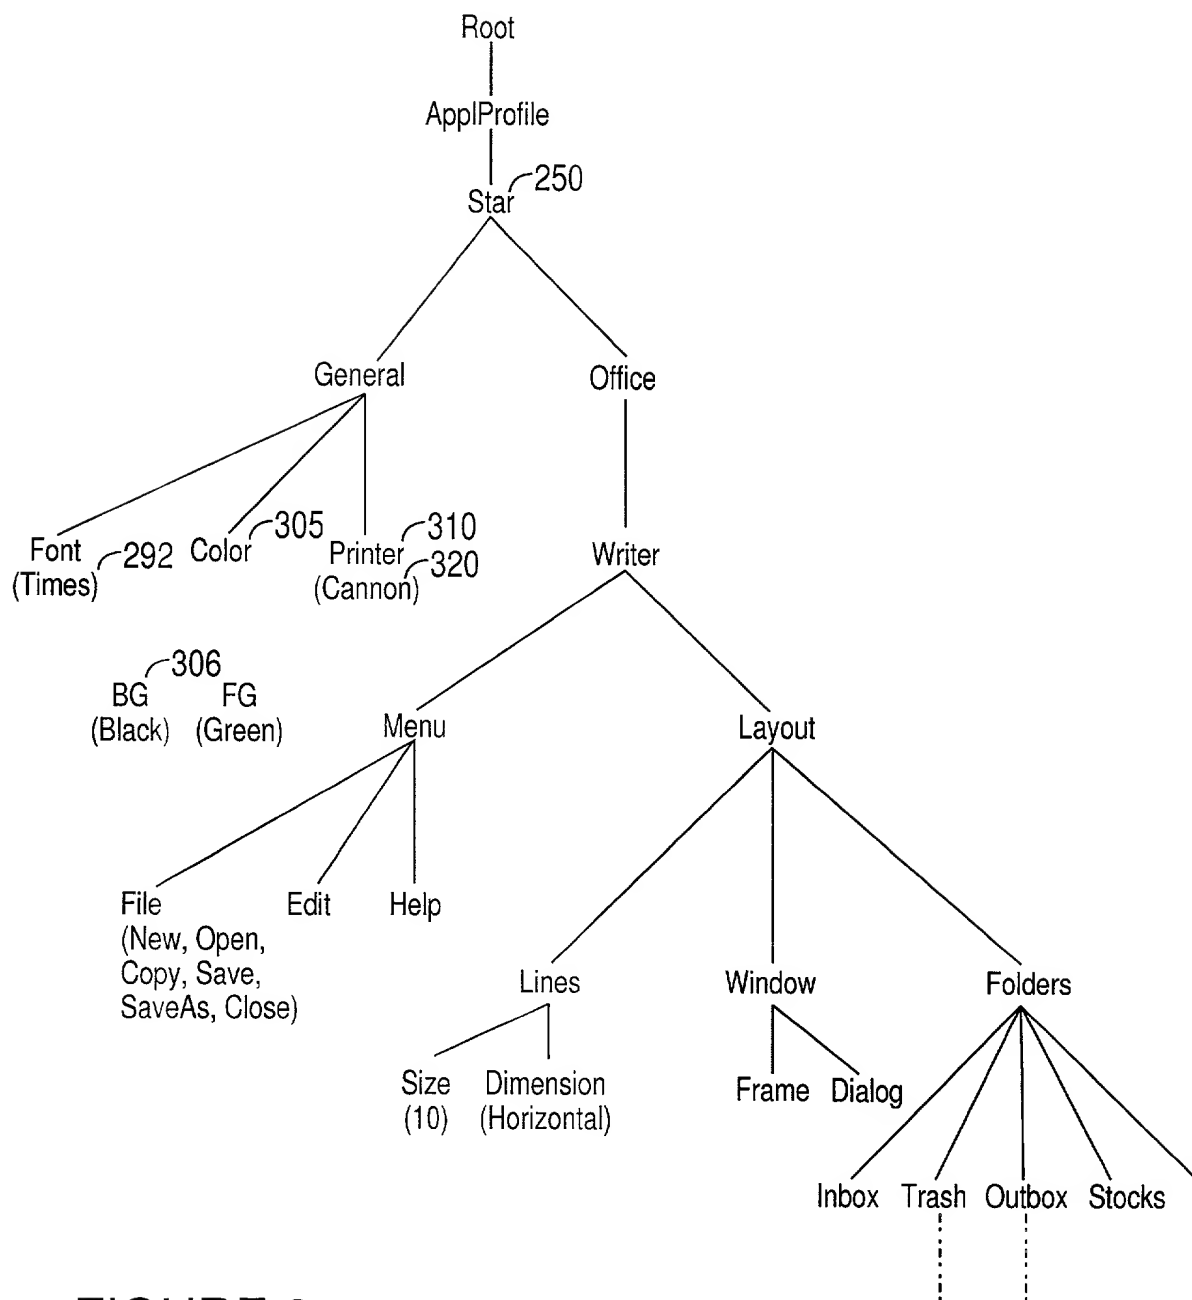 Root
ApplProfile
250
Star
General
Office
Font
292
(Times)
Color
305
Printer
310
(Cannon)
320
Writer
306
BG
FG
(Black)
(Green)
Menu
Layout
File
Edit
Help
(New, Open,
Copy, Save,
SaveAs, Close)
Lines
Window
Folders
Size
Dimension
(10)
(Horizontal)
Frame
Dialog
Inbox
Trash
Outbox
Stocks
FIGURE